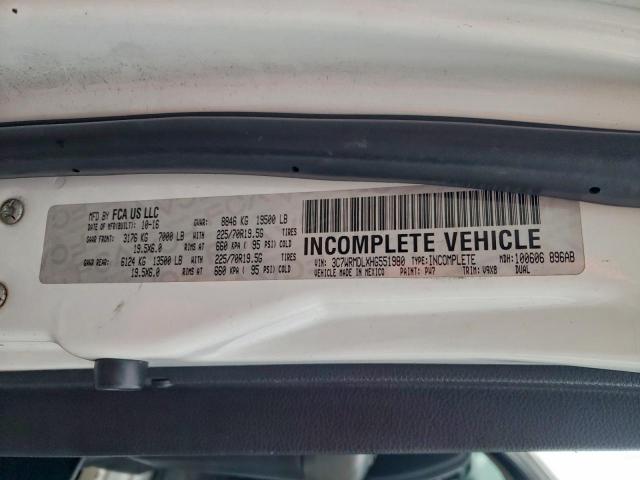 MFD BY FCA US LLC
DATE OF MFR(BUILT): 10-16 GVWR: 8846 KG 19500 LB
GAWR FRONT: 3176 KG 7000 LB WITH 225/70R19.5G TIRES
19.5X6.0 RIMS AT 660 KPA ( 95 PSI) COLD
GAWR REAR: 6124 KG 13500 LB WITH 225/70R19.5G TIRES
19.5X6.0 RIMS AT 660 KPA ( 95 PSI) COLD
INCOMPLETE VEHICLE
VIN: 3C7WRMDLXHG551980 TYPE: INCOMPLETE MDH: 100606 896AB
VEHICLE MADE IN MEXICO PAINT: PW7 TRIM: V9X8 DUAL